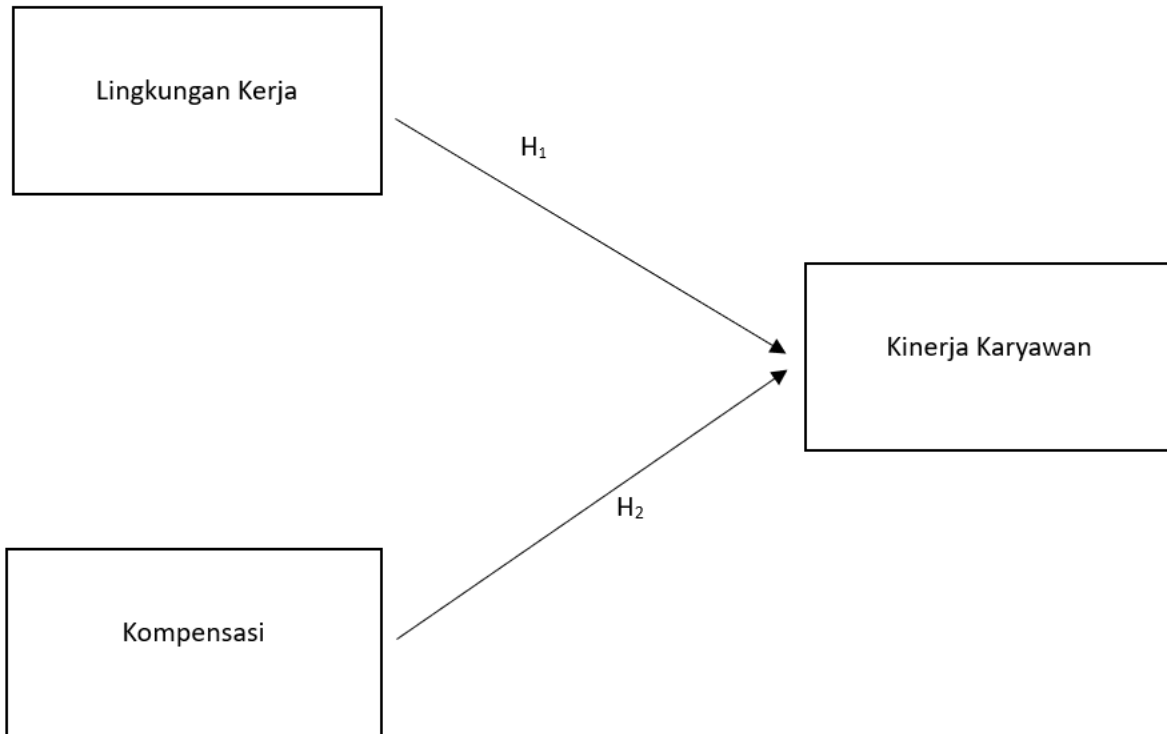 Lingkungan Kerja
H₁
Kinerja Karyawan
H₂
Kompensasi